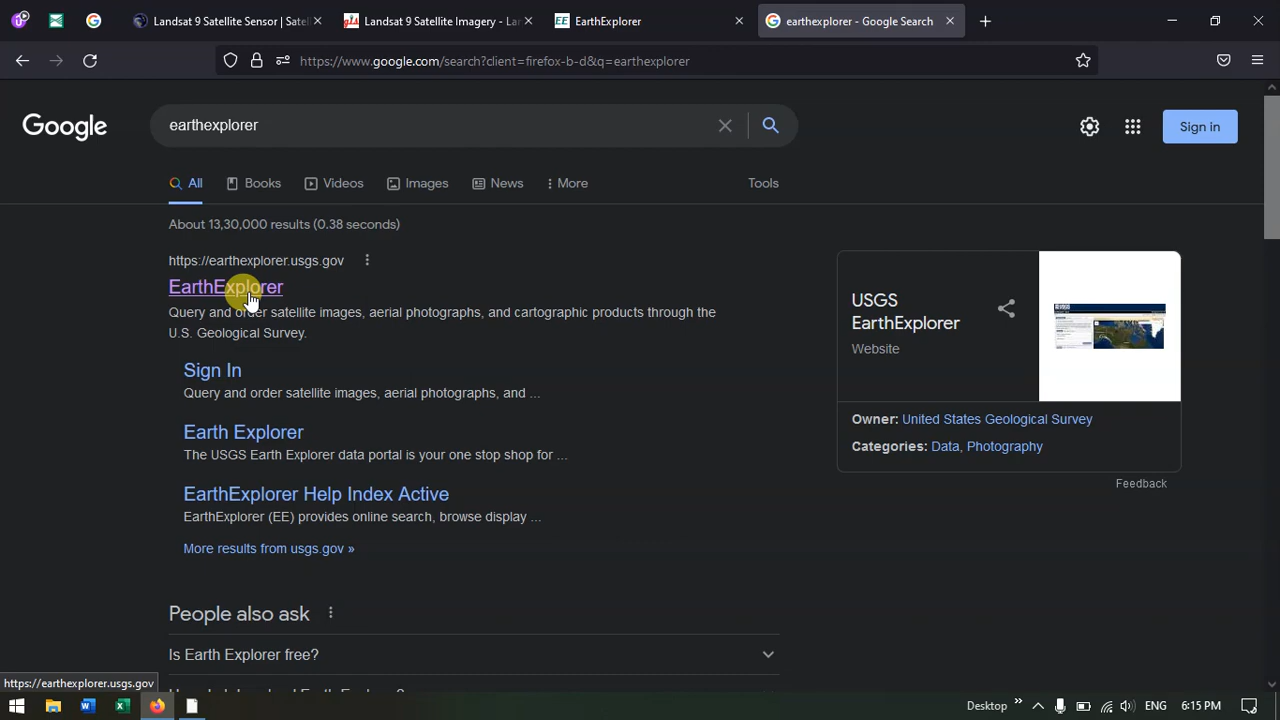 Landsat 9 Satellite Sensor | Satel
Landsat 9 Satellite Imagery - Lan
EE EarthExplorer
earthexplorer - Google Search
https://www.google.com/search?client=firefox-b-d&q=earthexplorer
Google
earthexplorer
Sign in
All
Books
Videos
Images
News
More
Tools
About 13,30,000 results (0.38 seconds)
https://earthexplorer.usgs.gov
EarthExplorer
Query and order satellite images, aerial photographs, and cartographic products through the
U.S. Geological Survey.
Sign In
Query and order satellite images, aerial photographs, and ...
Earth Explorer
The USGS Earth Explorer data portal is your one stop shop for ...
EarthExplorer Help Index Active
EarthExplorer (EE) provides online search, browse display ...
More results from usgs.gov »
USGS
EarthExplorer
Website
Owner: United States Geological Survey
Categories: Data, Photography
Feedback
People also ask
Is Earth Explorer free?
https://earthexplorer.usgs.gov
Desktop
ENG
6:15 PM